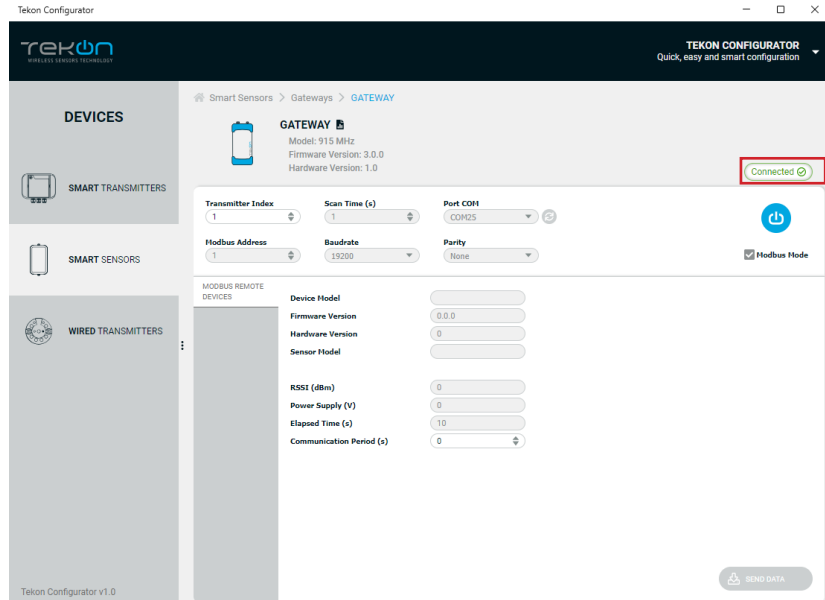 Tekon Configurator
TEKON
WIRELESS SENSORS TECHNOLOGY
TEKON CONFIGURATOR
Quick, easy and smart configuration
DEVICES
SMART TRANSMITTERS
SMART SENSORS
WIRED TRANSMITTERS
Tekon Configurator v1.0
Smart Sensors > Gateways > GATEWAY
GATEWAY
Model: 915 MHz
Firmware Version: 3.0.0
Hardware Version: 1.0
Connected
Transmitter Index Scan Time (s) Port COM
1 1 COM25
Modbus Address Baudrate Parity
1 19200 None
Modbus Mode
MODBUS REMOTE
DEVICES
Device Model
Firmware Version 0.0.0
Hardware Version 0
Sensor Model
RSSI (dBm) 0
Power Supply (V) 0
Elapsed Time (s) 10
Communication Period (s) 0
SEND DATA